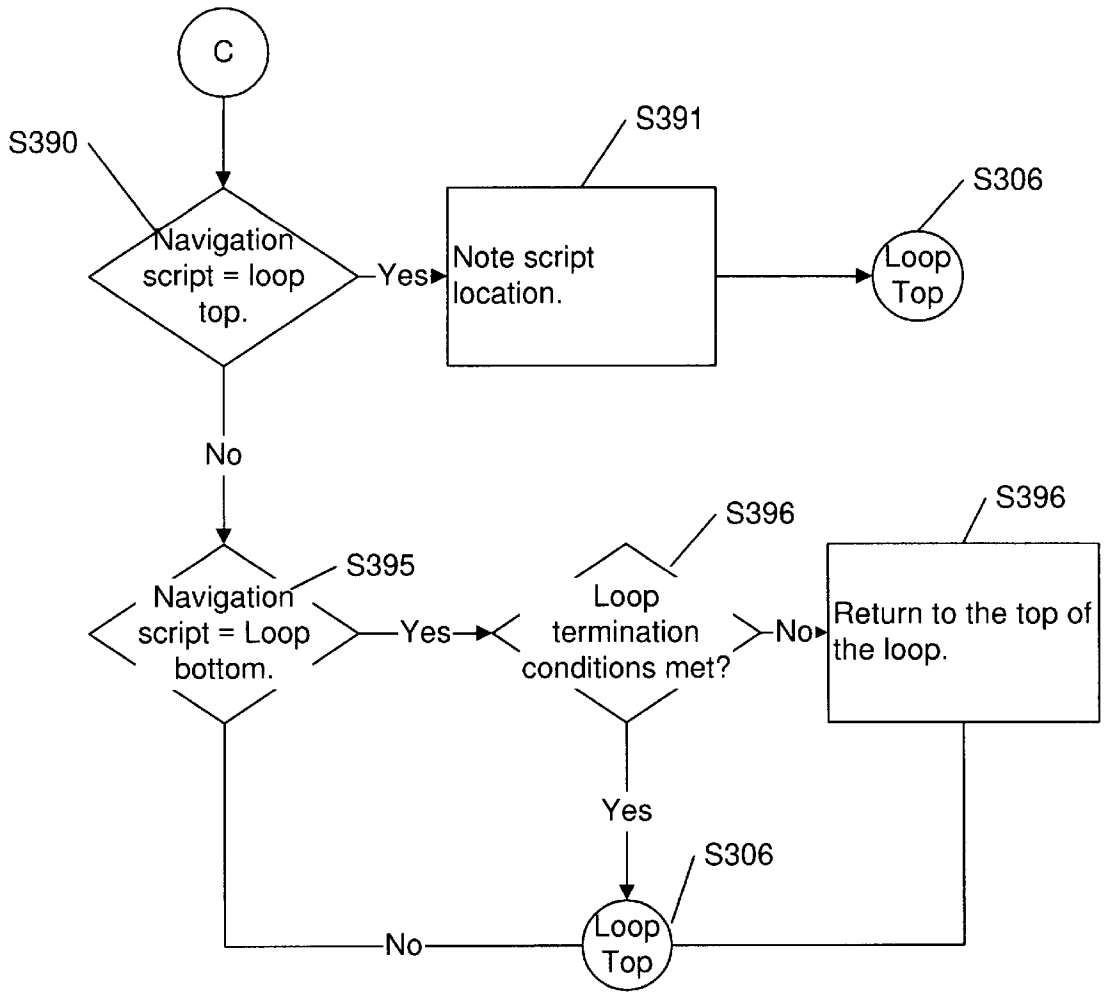 C
S390
S391
S306
Navigation
script = loop
top.
Yes
Note script
location.
Loop
Top
No
S395
S396
S396
Navigation
script = Loop
bottom.
Yes
Loop
termination
conditions met?
No
Return to the top of
the loop.
Yes
S306
No
Loop
Top